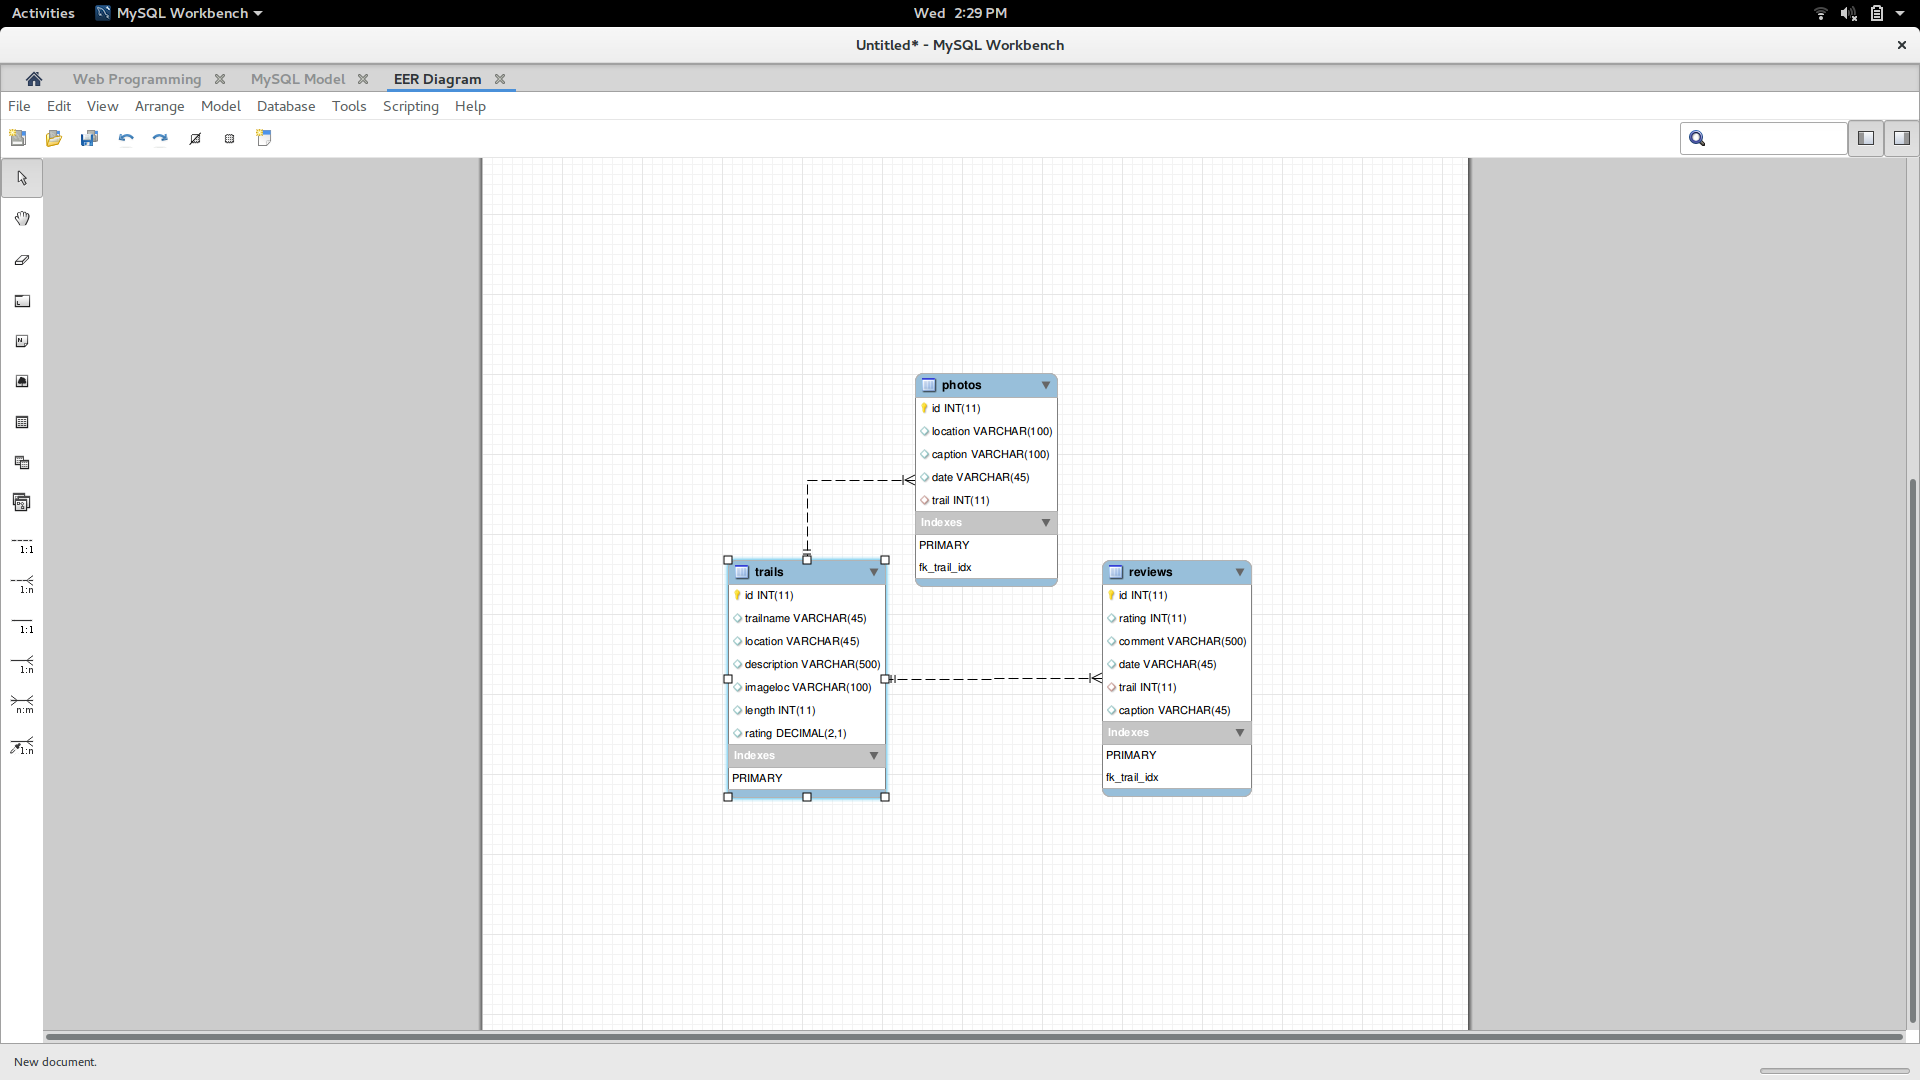 Activities MySQL Workbench Wed 2:29 PM
Untitled* - MySQL Workbench
Web Programming MySQL Model EER Diagram
File Edit View Arrange Model Database Tools Scripting Help
1:1
1:n
1:1
1:n
n:m
1:n
photos
id INT(11)
location VARCHAR(100)
caption VARCHAR(100)
date VARCHAR(45)
trail INT(11)
Indexes
PRIMARY
fk_trail_idx
trails
id INT(11)
trailname VARCHAR(45)
location VARCHAR(45)
description VARCHAR(500)
imageloc VARCHAR(100)
length INT(11)
rating DECIMAL(2,1)
Indexes
PRIMARY
reviews
id INT(11)
rating INT(11)
comment VARCHAR(500)
date VARCHAR(45)
trail INT(11)
caption VARCHAR(45)
Indexes
PRIMARY
fk_trail_idx
New document.